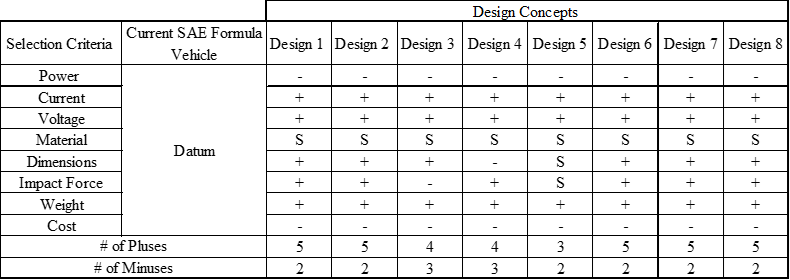 Design Concepts
Selection Criteria Current SAE Formula Vehicle Design 1 Design 2 Design 3 Design 4 Design 5 Design 6 Design 7 Design 8
Power Datum - - - - - - - -
Current + + + + + + + +
Voltage + + + + + + + +
Material S S S S S S S S
Dimensions + + + - S + + +
Impact Force + + - + S + + +
Weight + + + + + + + +
Cost - - - - - - - -
# of Pluses 5 5 4 4 3 5 5 5
# of Minuses 2 2 3 3 2 2 2 2